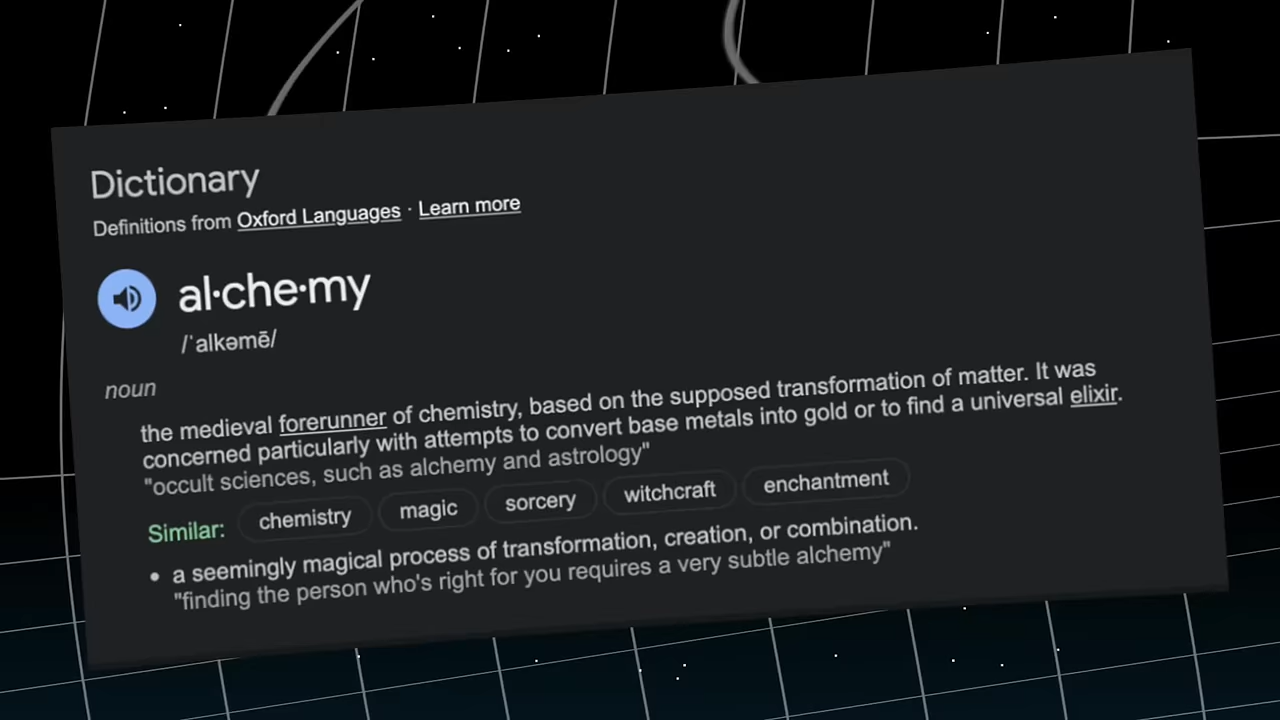 Dictionary
Definitions from Oxford Languages · Learn more
al·che·my
/ˈalkəmē/
noun
the medieval forerunner of chemistry, based on the supposed transformation of matter. It was
concerned particularly with attempts to convert base metals into gold or to find a universal elixir.
"occult sciences, such as alchemy and astrology"
Similar: chemistry magic sorcery witchcraft enchantment
• a seemingly magical process of transformation, creation, or combination.
"finding the person who's right for you requires a very subtle alchemy"